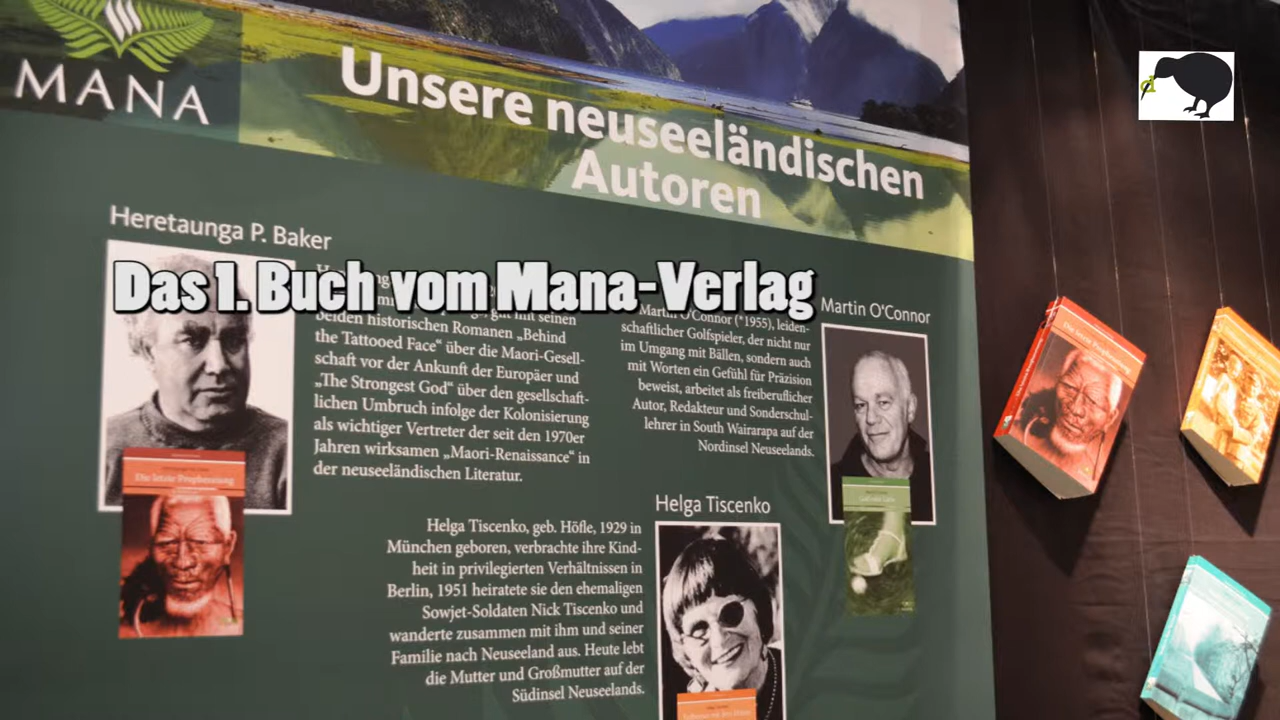 MANA
Unsere neuseeländischen
Autoren
Heretaunga P. Baker
Das 1. Buch vom Mana-Verlag
beiden historischen Romanen „Behind
the Tattooed Face“ über die Maori-Gesell-
schaft vor der Ankunft der Europäer und
„The Strongest God“ über den gesellschaft-
lichen Umbruch infolge der Kolonisierung
als wichtiger Vertreter der seit den 1970er
Jahren wirksamen „Maori-Renaissance“ in
der neuseeländischen Literatur.
Die letzte Prophezeiung
Martin O'Connor
Martin O'Connor (*1955), leiden-
schaftlicher Golfspieler, der nicht nur
im Umgang mit Bällen, sondern auch
mit Worten ein Gefühl für Präzision
beweist, arbeitet als freiberuflicher
Autor, Redakteur und Sonderschul-
lehrer in South Wairarapa auf der
Nordinsel Neuseelands.
Helga Tiscenko
Helga Tiscenko, geb. Höfle, 1929 in
München geboren, verbrachte ihre Kind-
heit in privilegierten Verhältnissen in
Berlin, 1951 heiratete sie den ehemaligen
Sowjet-Soldaten Nick Tiscenko und
wanderte zusammen mit ihm und seiner
Familie nach Neuseeland aus. Heute lebt
die Mutter und Großmutter auf der
Südinsel Neuseelands.
Die letzte Prophezeiung
d